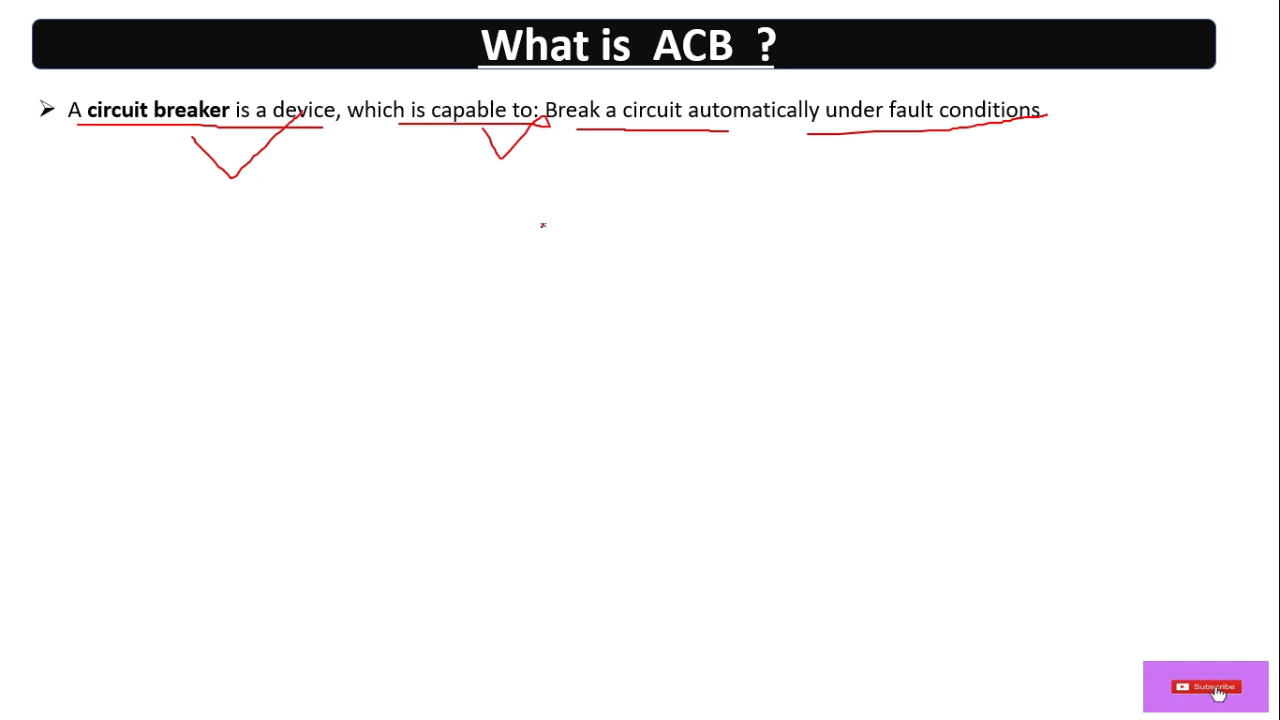 What is ACB ?
A circuit breaker is a device, which is capable to: Break a circuit automatically under fault conditions.
Subscribe